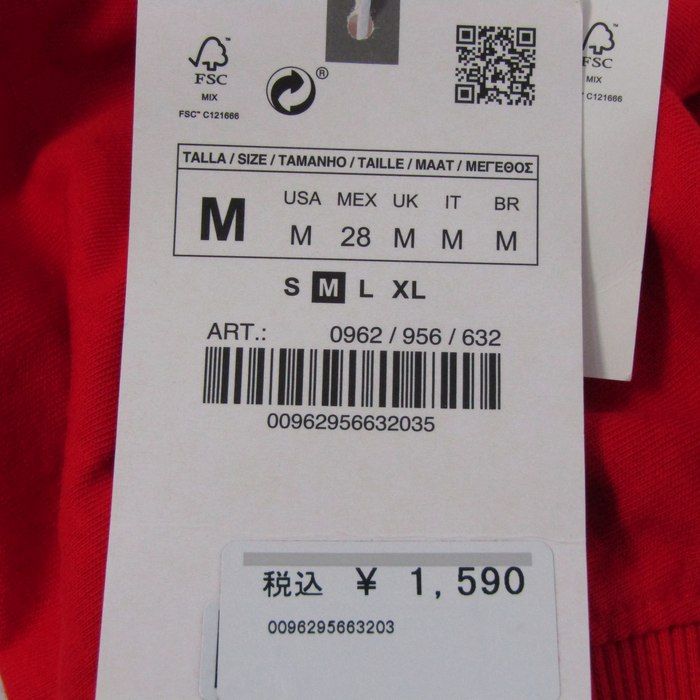 FSC
MIX
FSC™ C121666
®
FSC
MIX
™ C121666
TALLA / SIZE / TAMANHO / TAILLE / MAAT / ΜΕΓΕΘΟΣ
M
USA MEX UK IT BR
M 28 M M M
S M L XL
ART.: 0962 / 956 / 632
00962956632035
税込 ¥ 1,590
0096295663203